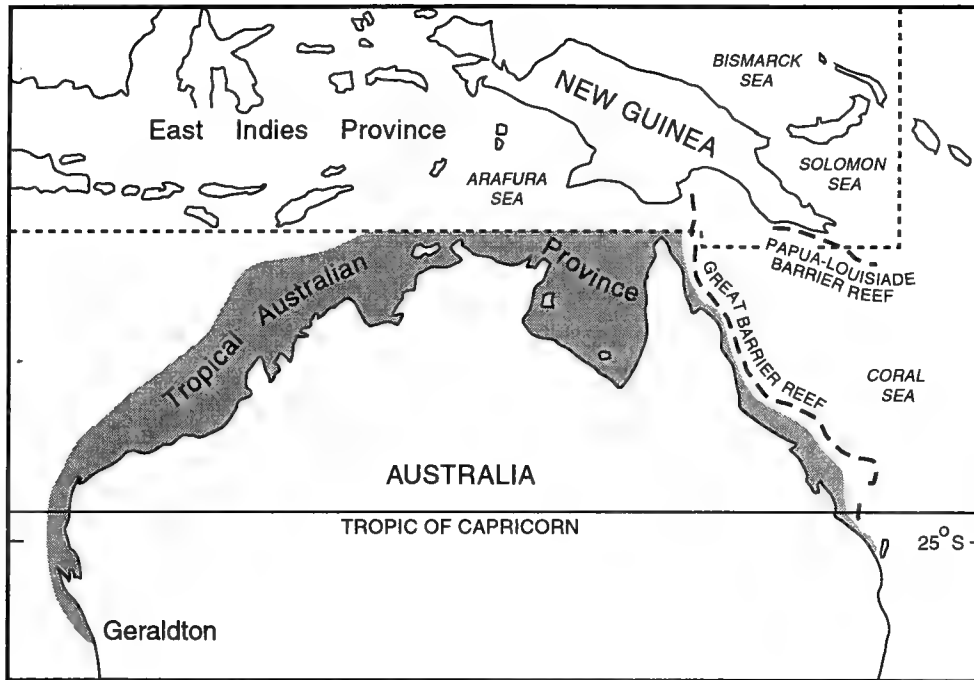 BISMARCK
SEA
NEW GUINEA
East Indies Province
ARAFURA
SEA
SOLOMON
SEA
PAPUA-LOUISIADE
BARRIER REEF
Tropical Australian Province
GREAT BARRIER REEF
CORAL
SEA
AUSTRALIA
TROPIC OF CAPRICORN
25°S
Geraldton